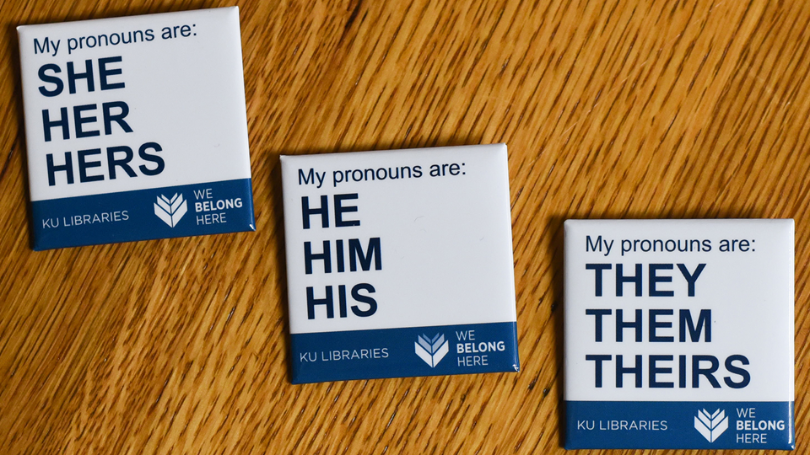 My pronouns are:
SHE
HER
HERS
KU LIBRARIES
WE
BELONG
HERE
My pronouns are:
HE
HIM
HIS
KU LIBRARIES
WE
BELONG
HERE
My pronouns are:
THEY
THEM
THEIRS
KU LIBRARIES
WE
BELONG
HERE